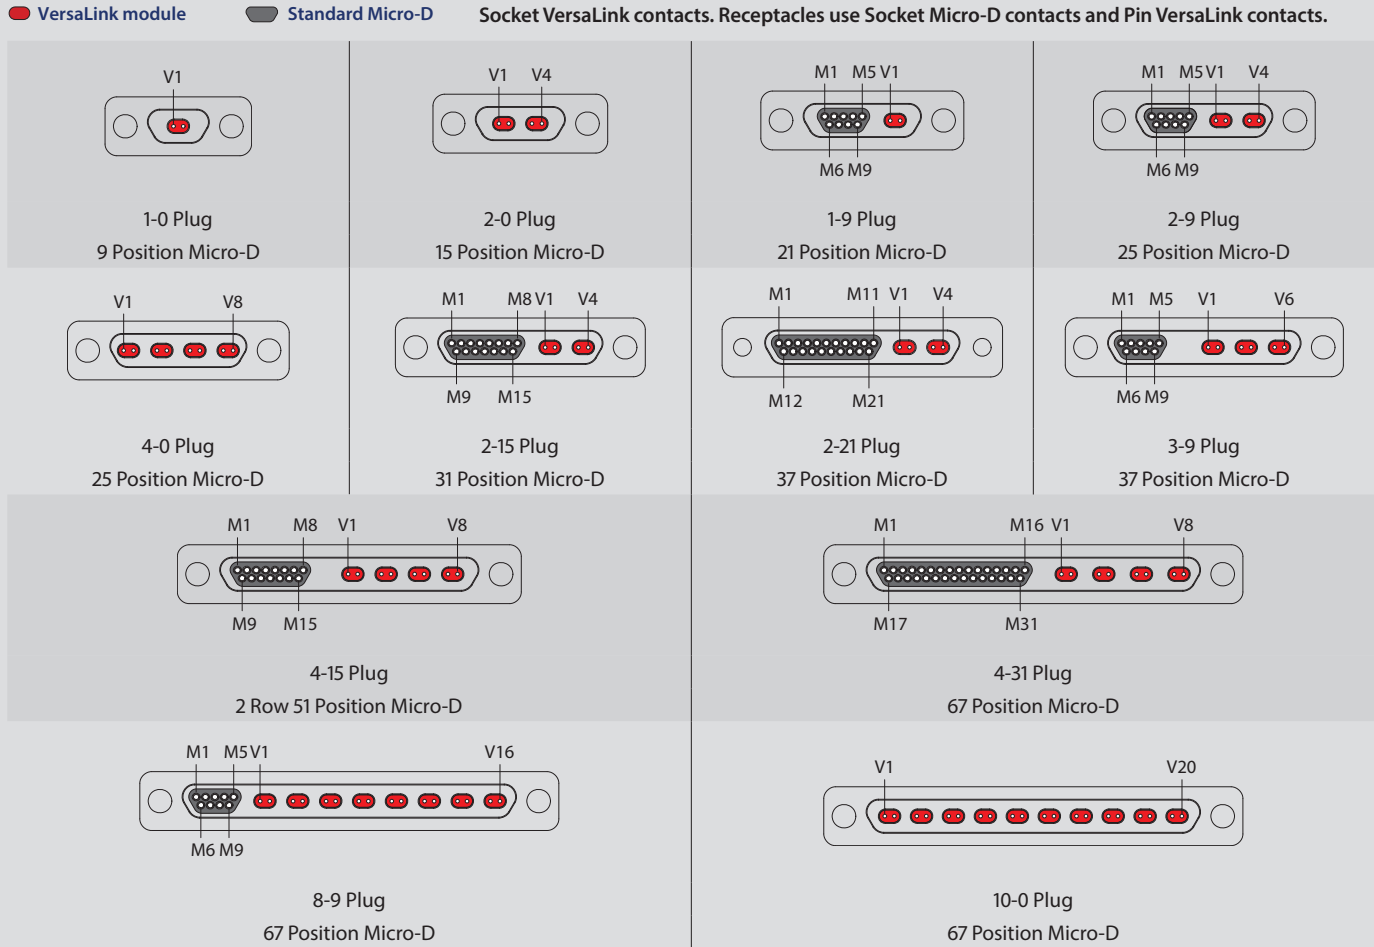 VersaLink module Standard Micro-D Socket VersaLink contacts. Receptacles use Socket Micro-D contacts and Pin VersaLink contacts.
V1
1-0 Plug
9 Position Micro-D
V1 V4
2-0 Plug
15 Position Micro-D
M1 M5 V1
M6 M9
1-9 Plug
21 Position Micro-D
M1 M5 V1 V4
M6 M9
2-9 Plug
25 Position Micro-D
V1 V8
4-0 Plug
25 Position Micro-D
M1 M8 V1 V4
M9 M15
2-15 Plug
31 Position Micro-D
M1 M11 V1 V4
M12 M21
2-21 Plug
37 Position Micro-D
M1 M5 V1 V6
M6 M9
3-9 Plug
37 Position Micro-D
M1 M8 V1 V8
M9 M15
4-15 Plug
2 Row 51 Position Micro-D
M1 M16 V1 V8
M17 M31
4-31 Plug
67 Position Micro-D
M1 M5 V1 V16
M6 M9
8-9 Plug
67 Position Micro-D
V1 V20
10-0 Plug
67 Position Micro-D